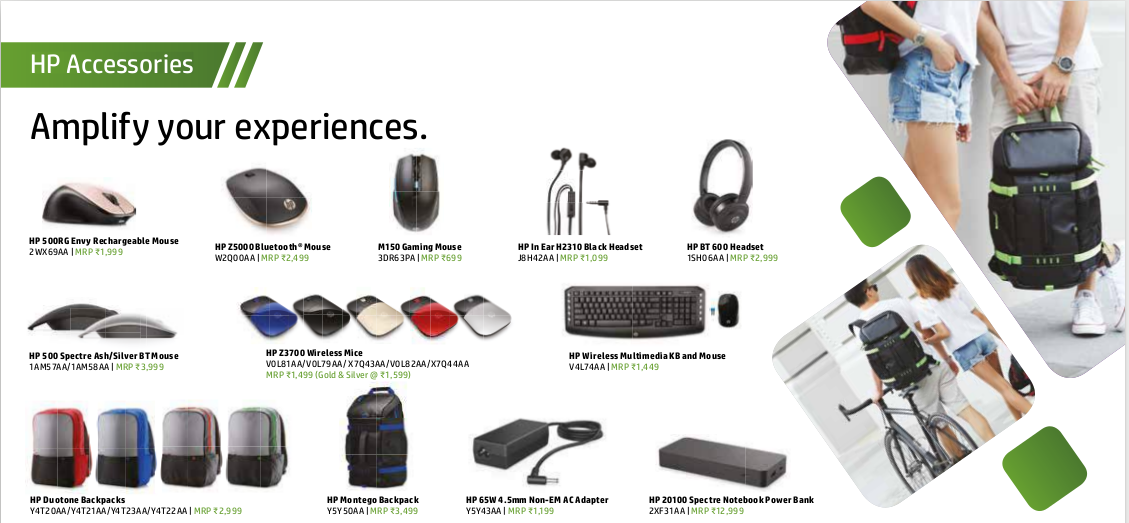 HP Accessories
Amplify your experiences.
HP 500RG Envy Rechargeable Mouse
2WX69AA | MRP ₹1,999
HP Z5000 Bluetooth® Mouse
W2Q00AA | MRP ₹2,499
M150 Gaming Mouse
3DR63PA | MRP ₹699
HP In Ear H2310 Black Headset
J8H42AA | MRP ₹1,099
HP BT 600 Headset
1SH06AA | MRP ₹2,999
HP 500 Spectre Ash/Silver BT Mouse
1AM57AA/1AM58AA | MRP ₹3,999
HP Z3700 Wireless Mice
V0L81AA/V0L79AA/X7Q43AA/V0L82AA/X7Q44AA
MRP ₹1,499 (Gold & Silver @ ₹1,599)
HP Wireless Multimedia KB and Mouse
V4L74AA | MRP ₹1,449
HP Duotone Backpacks
Y4T20AA/Y4T21AA/Y4T23AA/Y4T22AA | MRP ₹2,999
HP Montego Backpack
Y5Y50AA | MRP ₹3,499
HP 65W 4.5mm Non-EM AC Adapter
Y5Y43AA | MRP ₹1,199
HP 20100 Spectre Notebook Power Bank
2XF31AA | MRP ₹12,999